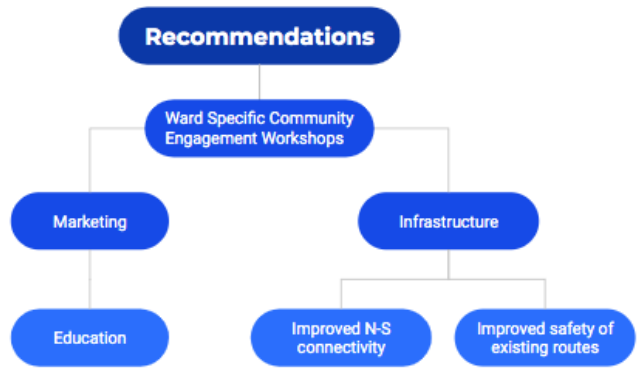 Recommendations
Ward Specific Community
Engagement Workshops
Marketing
Infrastructure
Education
Improved N-S
connectivity
Improved safety of
existing routes